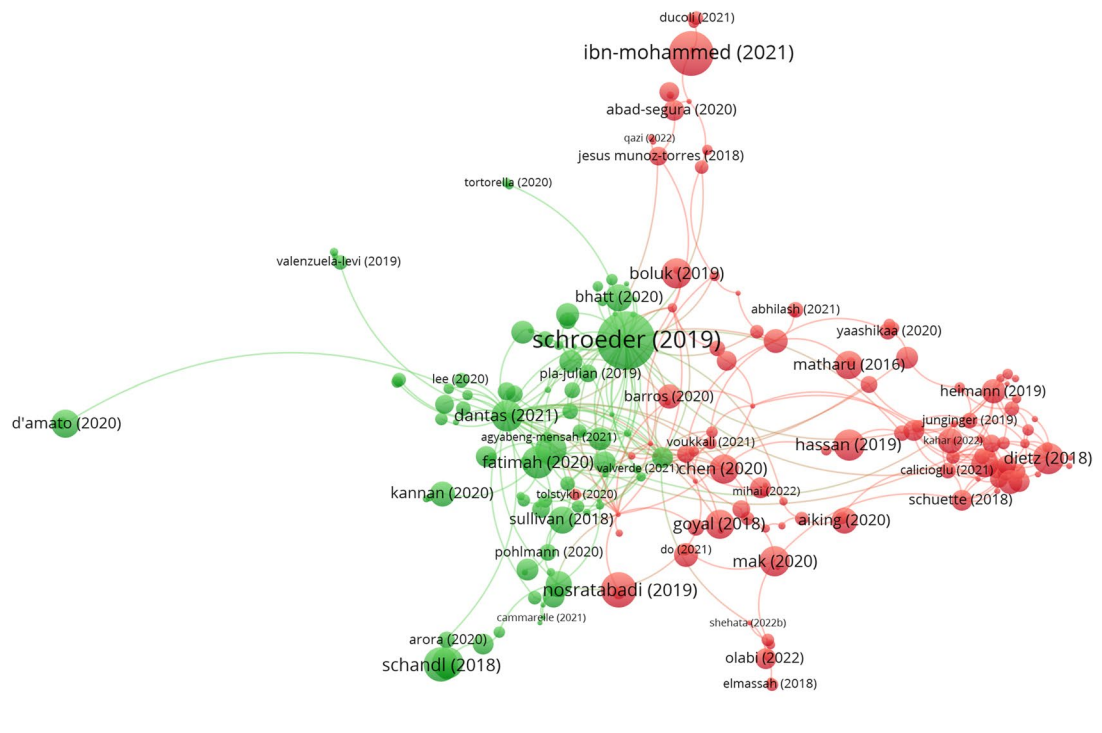 ducoli (2021)
ibn-mohammed (2021)
abad-segura (2020)
qazi (2022)
jesus munoz-torres (2018)
tortorella (2020)
valenzuela-levi (2019)
boluk (2019)
bhatt (2020)
abhilash (2021)
yaashikaa (2020)
schroeder (2019)
matharu (2016)
pla-julian (2019)
lee (2020)
heimann (2019)
barros (2020)
dantas (2021)
d'amato (2020)
junginger (2019)
agyabeng-mensah (2021)
voukkali (2021)
kahar (2022)
hassan (2019)
dietz (2018)
fatimah (2020)
valverde (2021)
chen (2020)
calicioglu (2021)
kannan (2020)
tolstykh (2020)
mihai (2022)
schuette (2018)
sullivan (2018)
goyal (2018)
aiking (2020)
pohlmann (2020)
do (2021)
mak (2020)
nosratabadi (2019)
cammarelle (2021)
shehata (2022b)
arora (2020)
schandl (2018)
olabi (2022)
elmassah (2018)